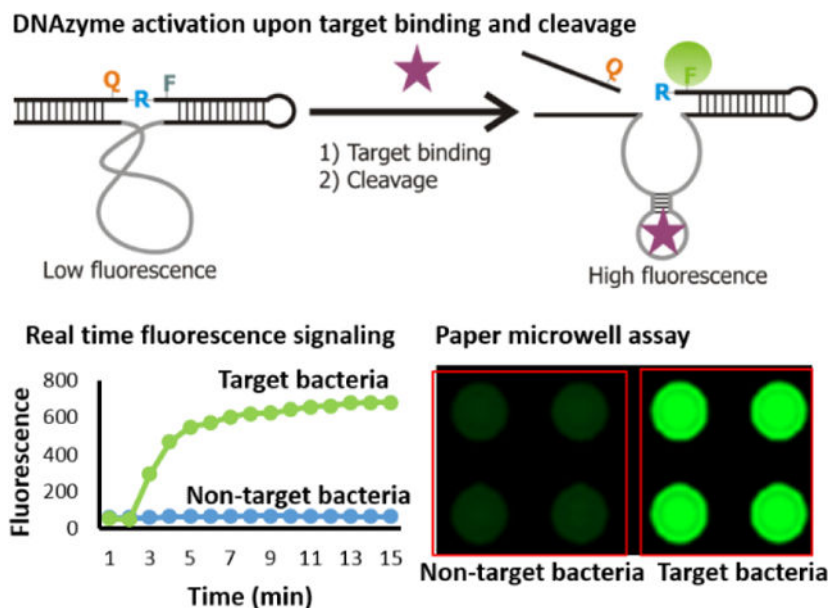 DNAzyme activation upon target binding and cleavage
Q
R
F
1) Target binding
2) Cleavage
Q
R
F
Low fluorescence
High fluorescence
Real time fluorescence signaling
Fluorescence
800
600
400
200
0
Target bacteria
Non-target bacteria
1 3 5 7 9 11 13 15
Time (min)
Paper microwell assay
Non-target bacteria Target bacteria